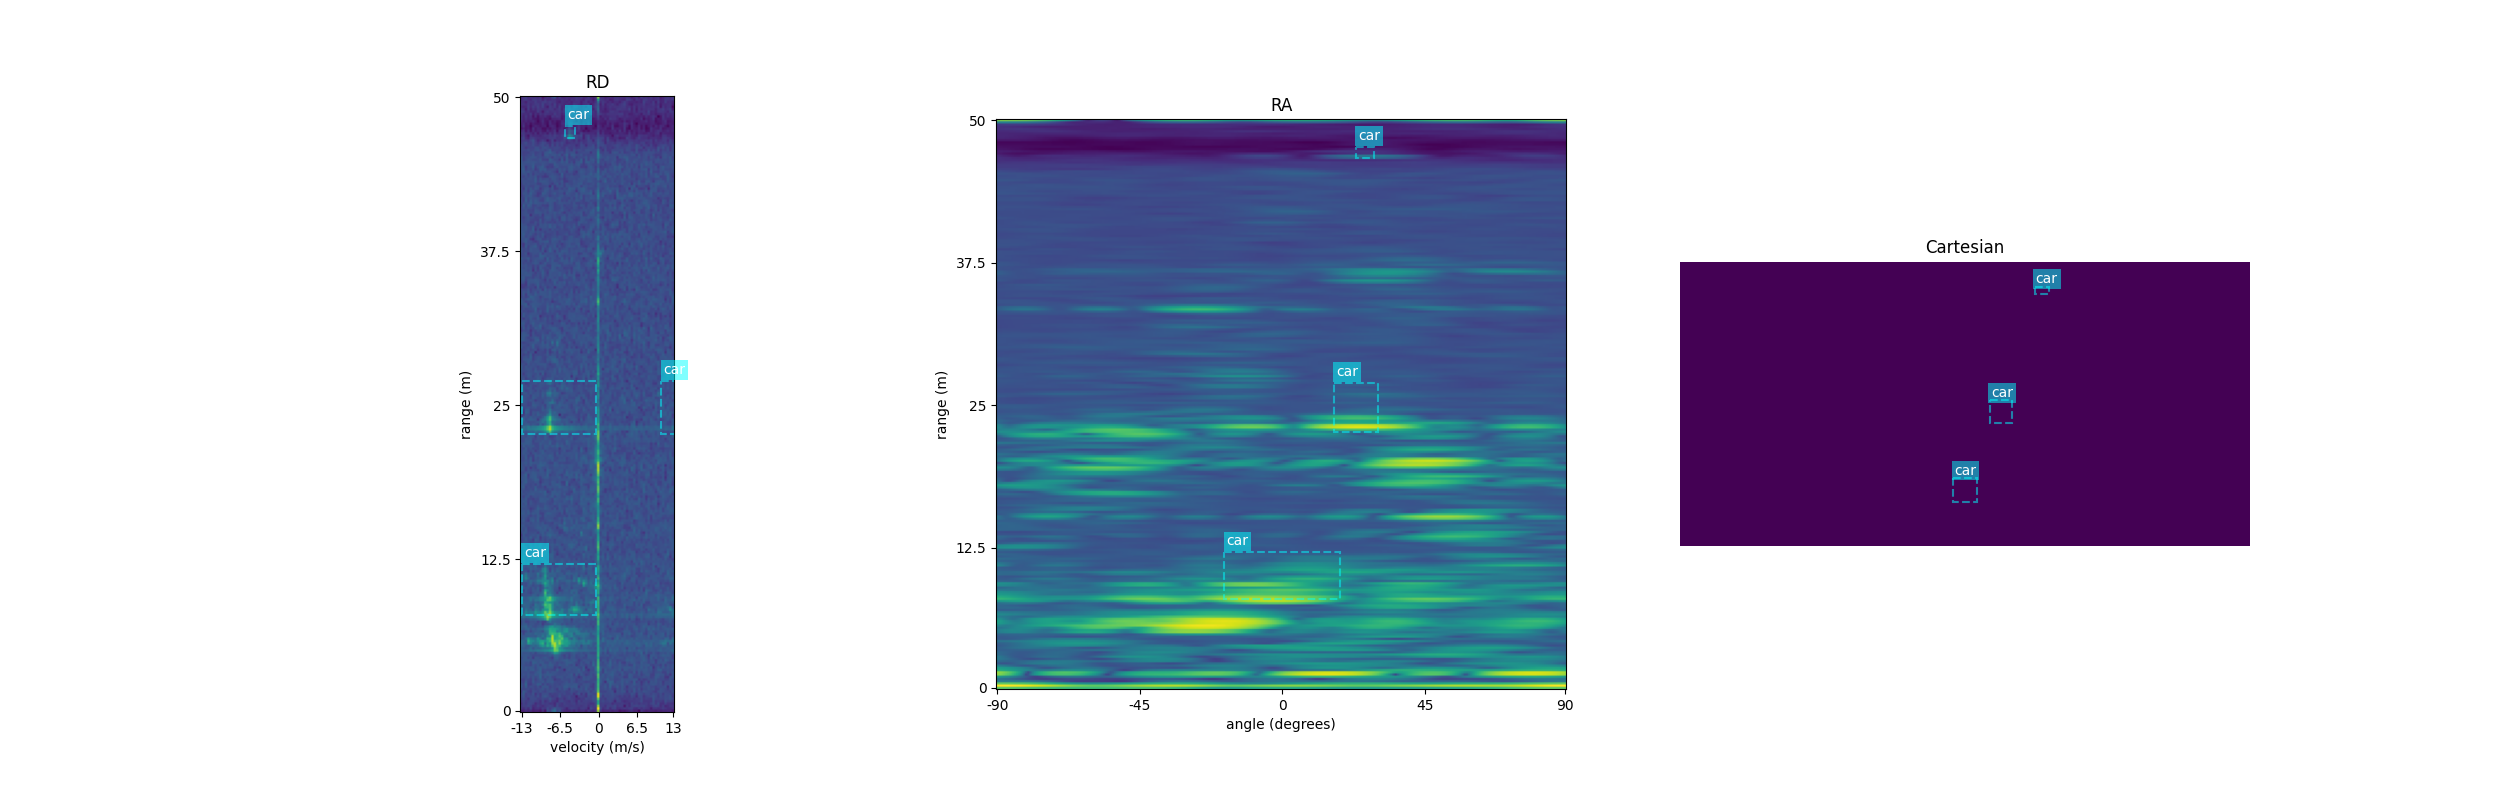 RD
50
37.5
25
12.5
0
range (m)
-13
-6.5
0
6.5
13
velocity (m/s)
car
car
car
RA
50
37.5
25
12.5
0
range (m)
-90
-45
0
45
90
angle (degrees)
car
car
car
Cartesian
car
car
car